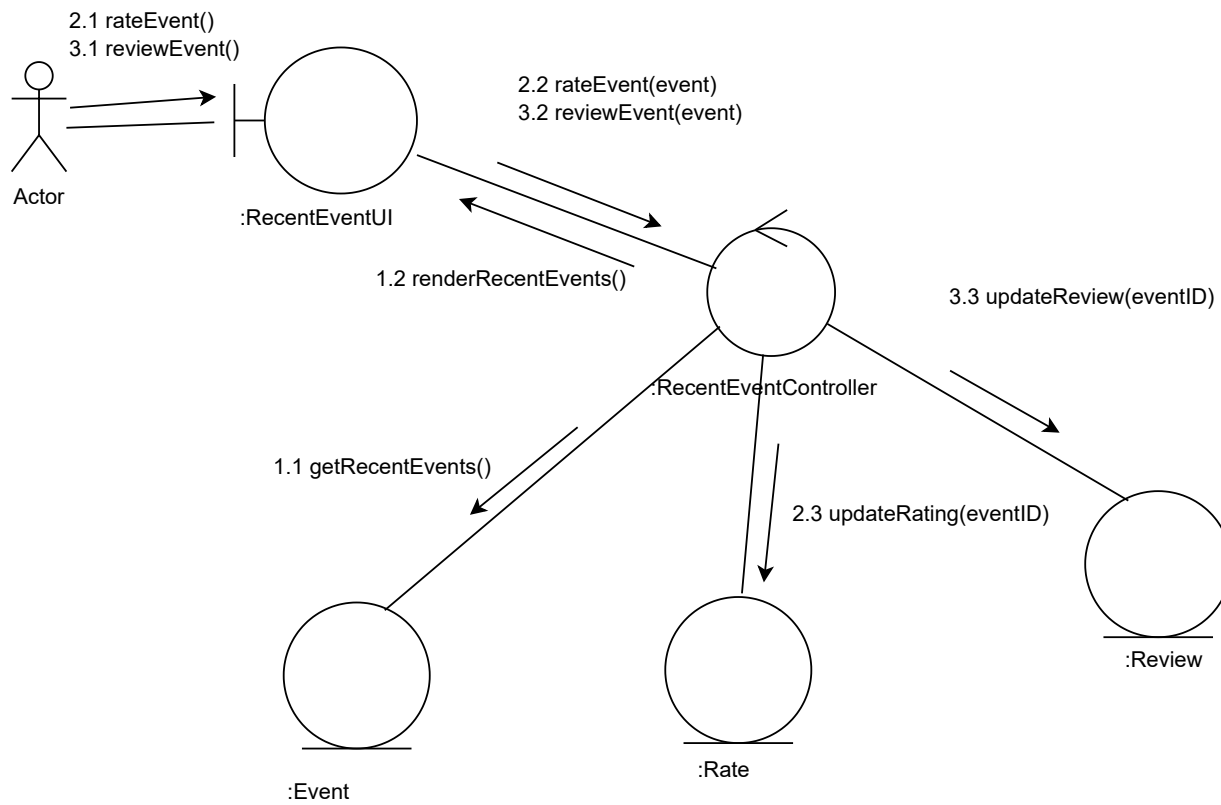 2.1 rateEvent()
3.1 reviewEvent()
2.2 rateEvent(event)
3.2 reviewEvent(event)
Actor
:RecentEventUI
1.2 renderRecentEvents()
3.3 updateReview(eventID)
:RecentEventController
1.1 getRecentEvents()
2.3 updateRating(eventID)
:Review
:Rate
:Event